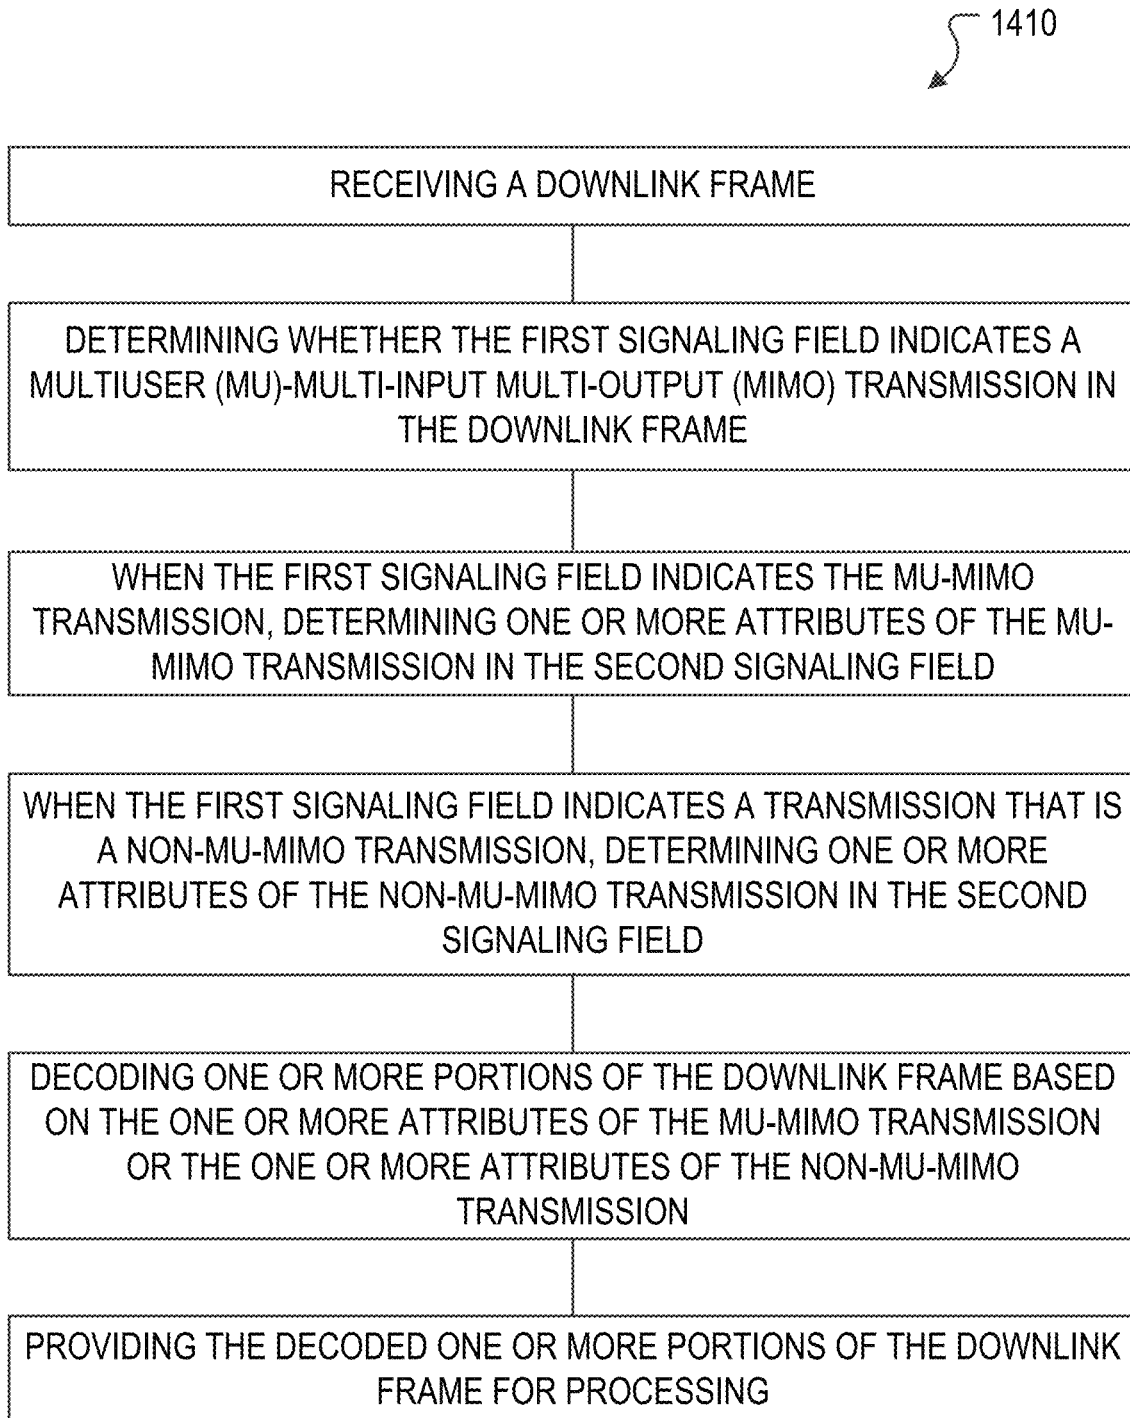 1410
RECEIVING A DOWNLINK FRAME
DETERMINING WHETHER THE FIRST SIGNALING FIELD INDICATES A
MULTIUSER (MU)-MULTI-INPUT MULTI-OUTPUT (MIMO) TRANSMISSION IN
THE DOWNLINK FRAME
WHEN THE FIRST SIGNALING FIELD INDICATES THE MU-MIMO
TRANSMISSION, DETERMINING ONE OR MORE ATTRIBUTES OF THE MU-
MIMO TRANSMISSION IN THE SECOND SIGNALING FIELD
WHEN THE FIRST SIGNALING FIELD INDICATES A TRANSMISSION THAT IS
A NON-MU-MIMO TRANSMISSION, DETERMINING ONE OR MORE
ATTRIBUTES OF THE NON-MU-MIMO TRANSMISSION IN THE SECOND
SIGNALING FIELD
DECODING ONE OR MORE PORTIONS OF THE DOWNLINK FRAME BASED
ON THE ONE OR MORE ATTRIBUTES OF THE MU-MIMO TRANSMISSION
OR THE ONE OR MORE ATTRIBUTES OF THE NON-MU-MIMO
TRANSMISSION
PROVIDING THE DECODED ONE OR MORE PORTIONS OF THE DOWNLINK
FRAME FOR PROCESSING